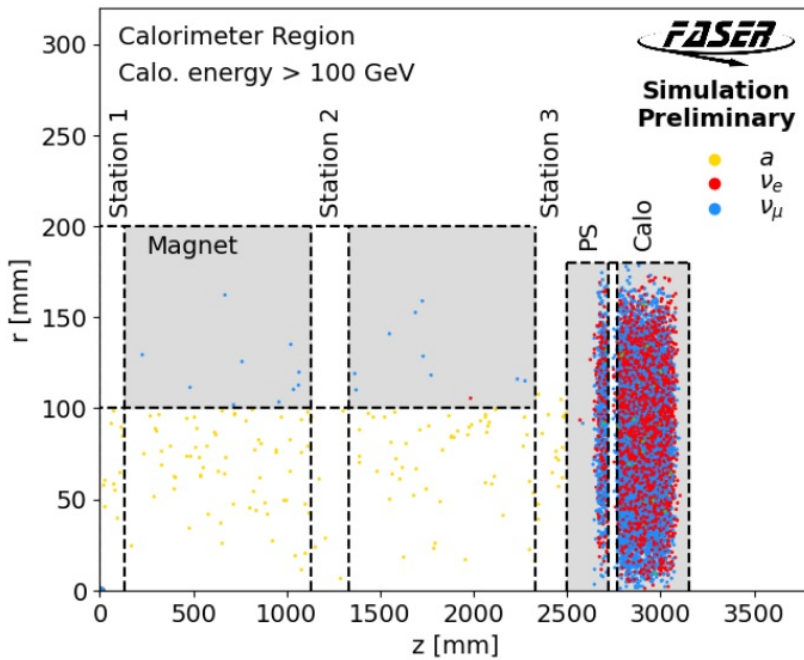 Calorimeter Region
Calo. energy > 100 GeV
FASER
Simulation
Preliminary
a
νe
νμ
Station 1
Station 2
Station 3
PS
Calo
Magnet
r [mm]
300
250
200
150
100
50
0
0 500 1000 1500 2000 2500 3000 3500
z [mm]